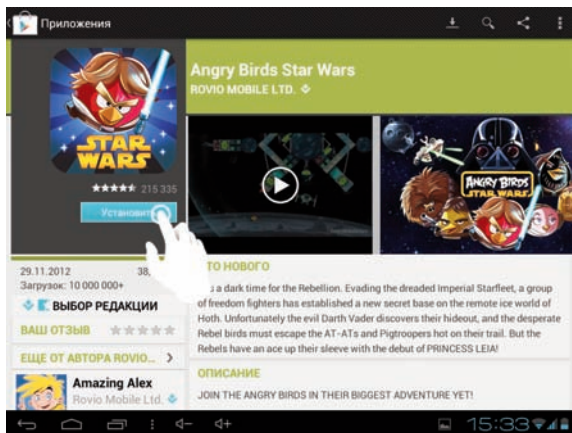 Приложения
Angry Birds Star Wars
ROVIO MOBILE LTD.
STAR
WARS
215 335
ANGRY BIRDS
STAR WARS
29.11.2012
Загрузок: 10 000 000+
ВЫБОР РЕДАКЦИИ
ВАШ ОТЗЫВ
ЕЩЕ ОТ АВТОРА ROVIO...
Amazing Alex
Rovio Mobile Ltd.
НОВОГО
a dark time for the Rebellion. Evading the dreaded Imperial Starfleet, a group
of freedom fighters has established a new secret base on the remote ice world of
Hoth. Unfortunately the evil Darth Vader discovers their hideout, and the desperate
Rebel birds must escape the AT-ATs and Pigtroopers hot on their trail. But the
Rebels have an ace up their sleeve with the debut of PRINCESS LEIA!
ОПИСАНИЕ
JOIN THE ANGRY BIRDS IN THEIR BIGGEST ADVENTURE YET!
15:33